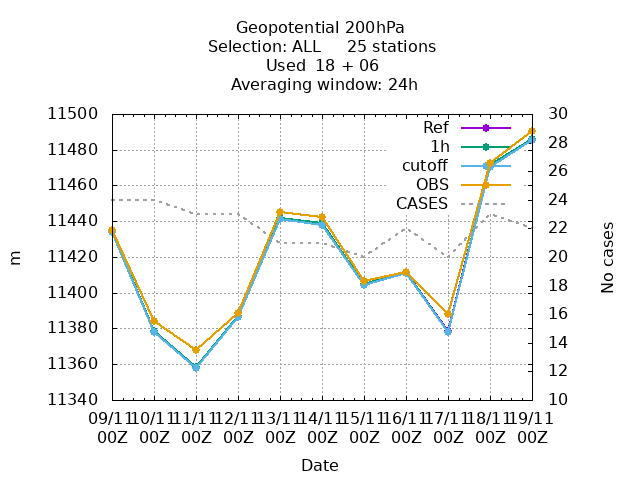 Geopotential 200hPa
Selection: ALL 25 stations
Used 18 + 06
Averaging window: 24h
11500
11480
11460
11440
11420
11400
11380
11360
11340
m
30
28
26
24
22
20
18
16
14
12
10
No cases
Ref
1h
cutoff
OBS
CASES
09/11 10/11 11/11 12/11 13/11 14/11 15/11 16/11 17/11 18/11 19/11
00Z 00Z 00Z 00Z 00Z 00Z 00Z 00Z 00Z 00Z 00Z
Date